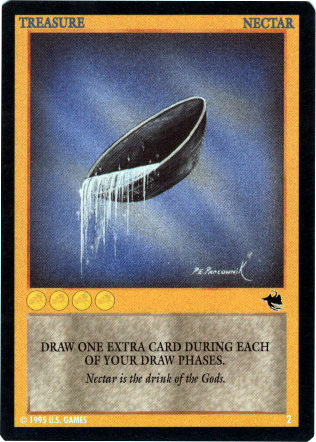 TREASURE NECTAR
P.E. PANCOWNIK
DRAW ONE EXTRA CARD DURING EACH
OF YOUR DRAW PHASES.
Nectar is the drink of the Gods.
© 1995 U.S. GAMES 2